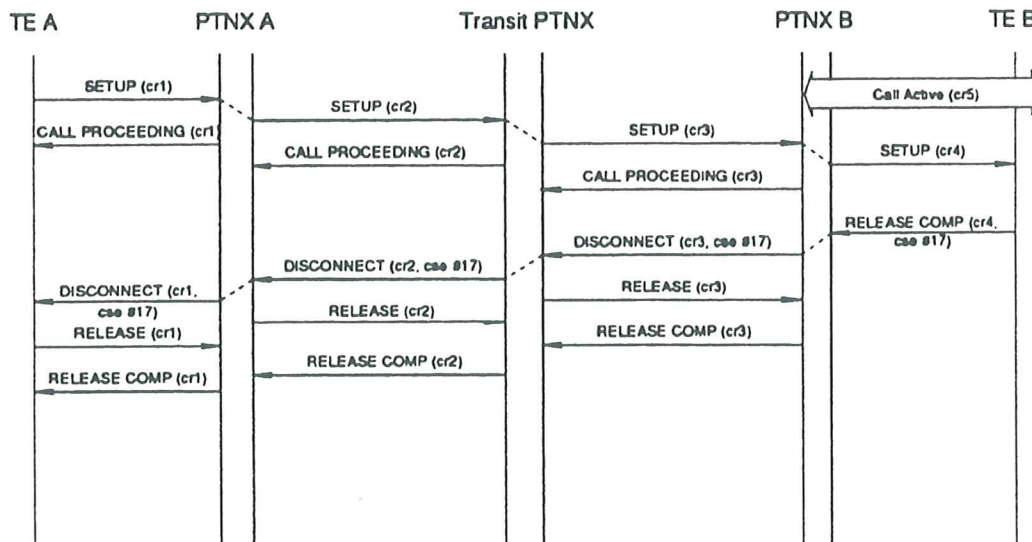 TE A PTNX A Transit PTNX PTNX B TE B
SETUP (cr1)
Call Active (cr5)
SETUP (cr2)
CALL PROCEEDING (cr1)
SETUP (cr3)
CALL PROCEEDING (cr2)
SETUP (cr4)
CALL PROCEEDING (cr3)
RELEASE COMP (cr4,
cse #17)
DISCONNECT (cr3, cse #17)
DISCONNECT (cr2, cse #17)
DISCONNECT (cr1,
cse #17)
RELEASE (cr3)
RELEASE (cr2)
RELEASE (cr1)
RELEASE COMP (cr3)
RELEASE COMP (cr2)
RELEASE COMP (cr1)